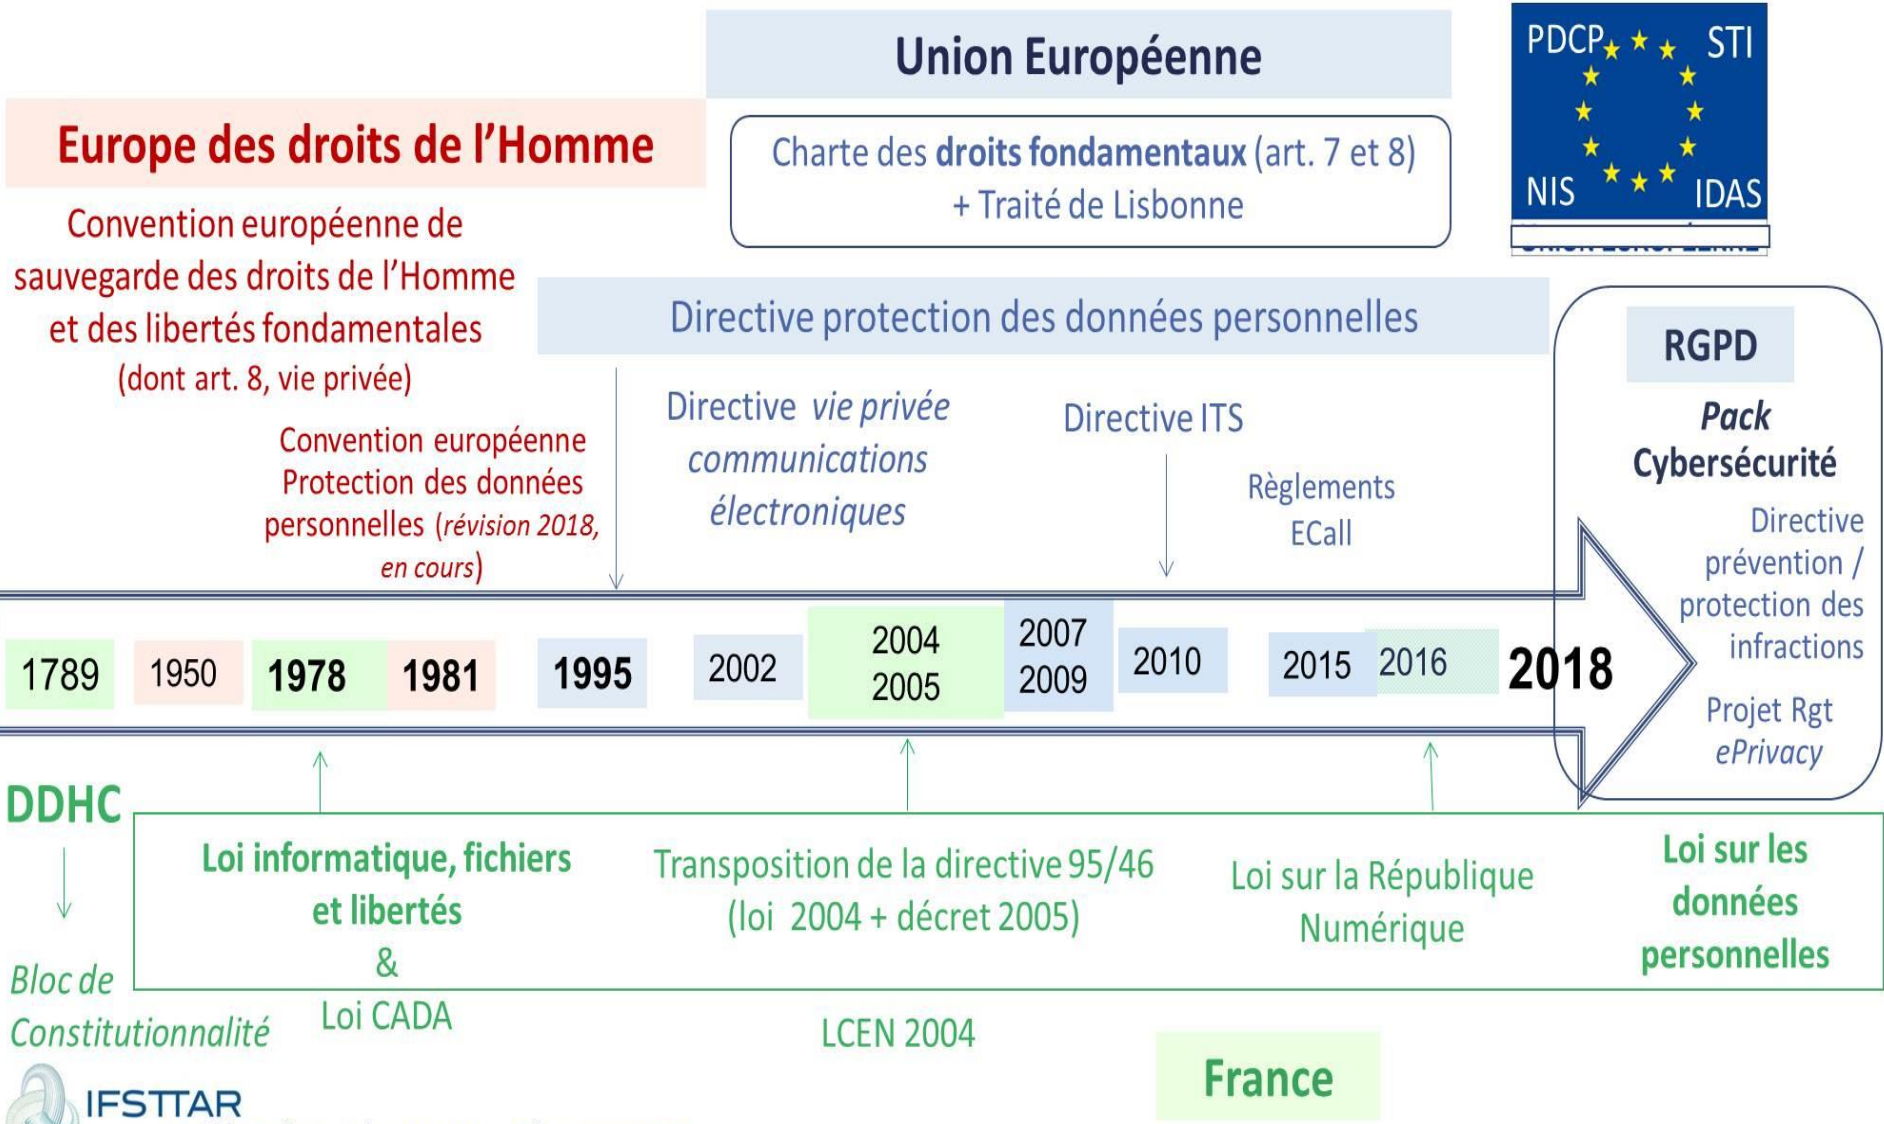 Union Européenne
PDCP STI
NIS IDAS
Europe des droits de l'Homme
Charte des droits fondamentaux (art. 7 et 8)
+ Traité de Lisbonne
Convention européenne de
sauvegarde des droits de l'Homme
et des libertés fondamentales
(dont art. 8, vie privée)
Convention européenne
Protection des données
personnelles (révision 2018,
en cours)
Directive protection des données personnelles
Directive vie privée
communications
électroniques
Directive ITS
Règlements
ECall
RGPD
Pack
Cybersécurité
Directive
prévention /
protection des
infractions
Projet Rgt
ePrivacy
1789
1950
1978
1981
1995
2002
2004
2005
2007
2009
2010
2015
2016
2018
DDHC
Bloc de
Constitutionnalité
Loi informatique, fichiers
et libertés
&
Loi CADA
Transposition de la directive 95/46
(loi 2004 + décret 2005)
LCEN 2004
Loi sur la République
Numérique
Loi sur les
données
personnelles
France
IFSTTAR